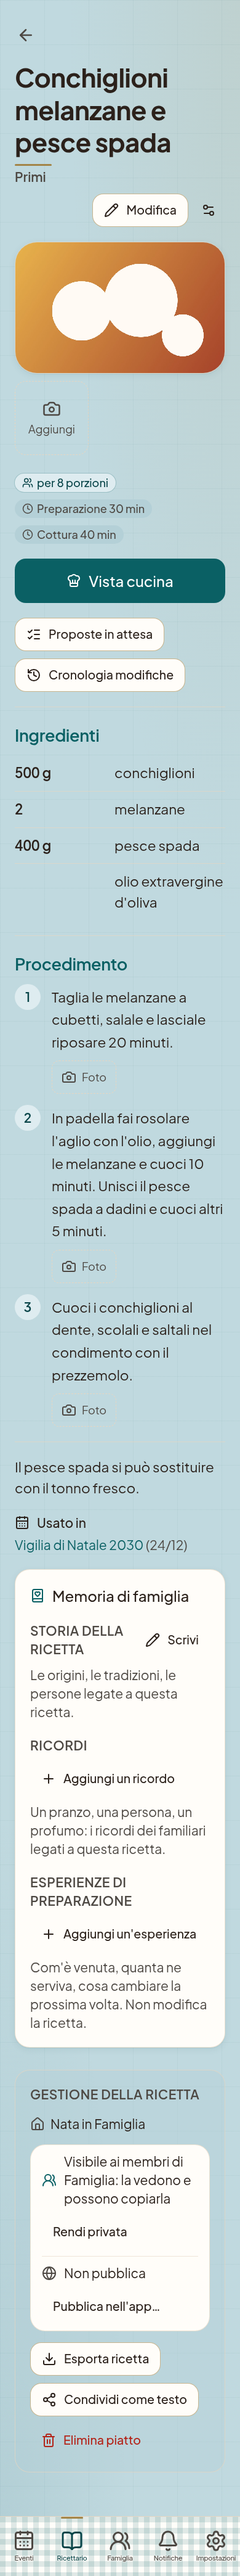 Conchiglioni
melanzane e
pesce spada
Primi
Modifica
Aggiungi
per 8 porzioni
Preparazione 30 min
Cottura 40 min
Vista cucina
Proposte in attesa
Cronologia modifiche
Ingredienti
500 g conchiglioni
2 melanzane
400 g pesce spada
olio extravergine
d'oliva
Procedimento
1 Taglia le melanzane a
cubetti, salale e lasciale
riposare 20 minuti.
Foto
2 In padella fai rosolare
l'aglio con l'olio, aggiungi
le melanzane e cuoci 10
minuti. Unisci il pesce
spada a dadini e cuoci altri
5 minuti.
Foto
3 Cuoci i conchiglioni al
dente, scolali e saltali nel
condimento con il
prezzemolo.
Foto
Il pesce spada si può sostituire
con il tonno fresco.
Usato in
Vigilia di Natale 2030 (24/12)
Memoria di famiglia
STORIA DELLA
RICETTA
Scrivi
Le origini, le tradizioni, le
persone legate a questa
ricetta.
RICORDI
Aggiungi un ricordo
Un pranzo, una persona, un
profumo: i ricordi dei familiari
legati a questa ricetta.
ESPERIENZE DI
PREPARAZIONE
Aggiungi un'esperienza
Com'è venuta, quanta ne
serviva, cosa cambiare la
prossima volta. Non modifica
la ricetta.
GESTIONE DELLA RICETTA
Nata in Famiglia
Visibile ai membri di
Famiglia: la vedono e
possono copiarla
Rendi privata
Non pubblica
Pubblica nell'app…
Esporta ricetta
Condividi come testo
Elimina piatto
Eventi Ricettario Famiglia Notifiche Impostazioni